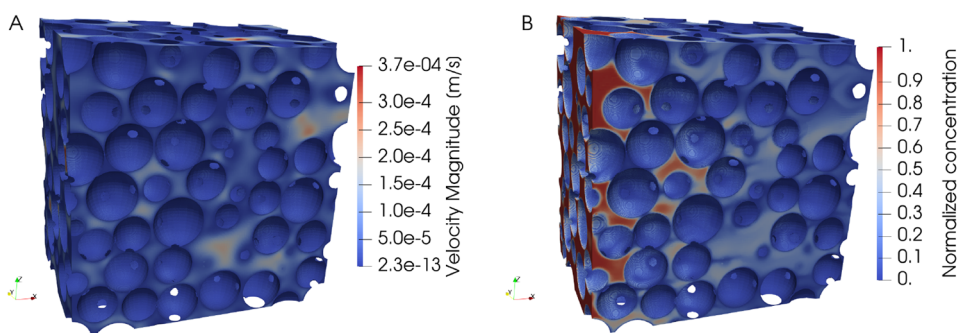 A
3.7e-04
3.0e-4
2.5e-4
2.0e-4
1.5e-4
1.0e-4
5.0e-5
2.3e-13
Velocity Magnitude (m/s)
Y
Y
X
B
1.
0.9
0.8
0.7
0.6
0.5
0.4
0.3
0.2
0.1
0.
Normalized concentration
X